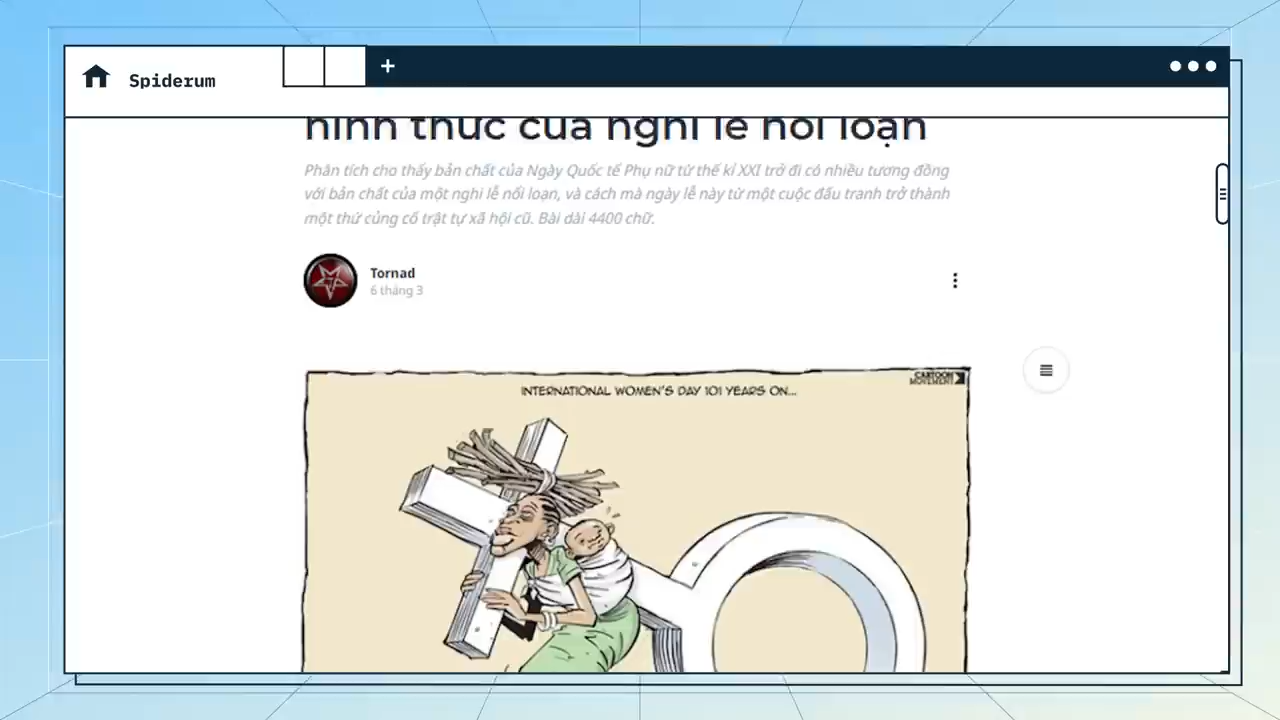 Spiderum
hình thức của nghi lễ nổi loạn
Phân tích cho thấy bản chất của Ngày Quốc tế Phụ nữ từ thế kỉ XXI trở đi có nhiều tương đồng
với bản chất của một nghi lễ nổi loạn, và cách mà ngày lễ này từ một cuộc đấu tranh trở thành
một thứ củng cố trật tự xã hội cũ. Bài dài 4400 chữ.
Tornad
6 tháng 3
CARTOON
MOVEMENT
INTERNATIONAL WOMEN'S DAY 101 YEARS ON...